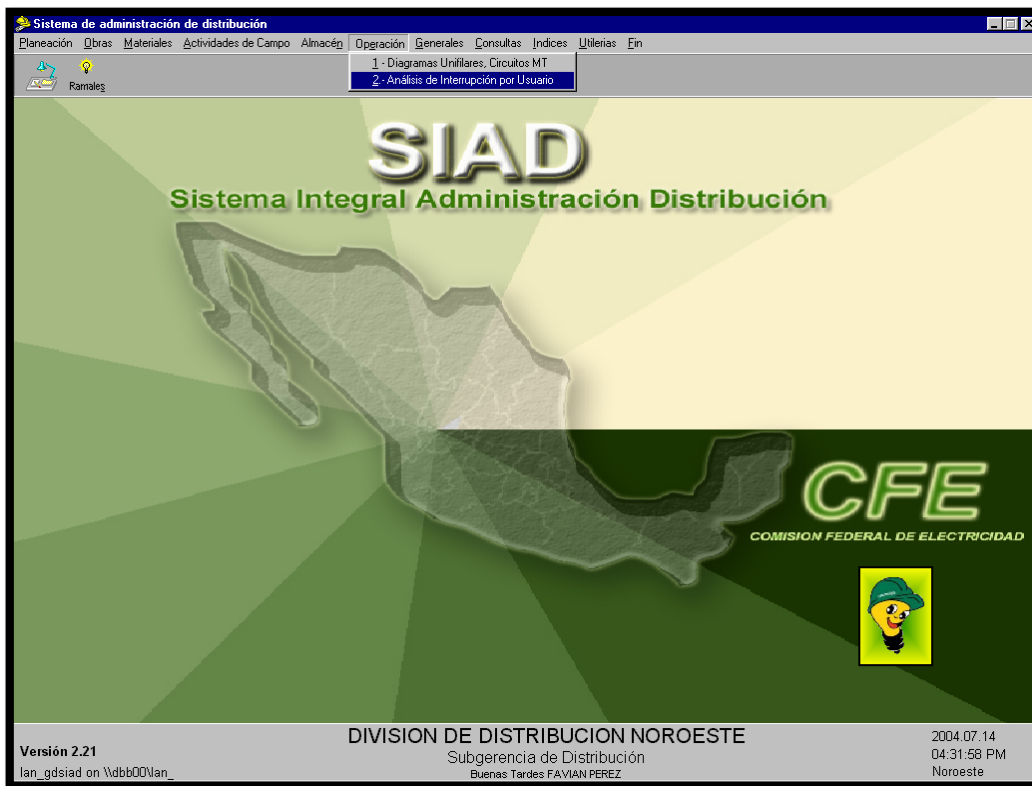 Sistema de administración de distribución
Planeación Obras Materiales Actividades de Campo Almacén Operación Generales Consultas Indices Utilerias Fin
1 - Diagramas Unifilares, Circuitos MT
2 - Análisis de Interrupción por Usuario
Ramales
SIAD
Sistema Integral Administración Distribución
CFE
COMISION FEDERAL DE ELECTRICIDAD
DIVISION DE DISTRIBUCION NOROESTE
Subgerencia de Distribución
Buenas Tardes FAVIAN PEREZ
Versión 2.21
lan_gdsiad on \\dbb00\lan_
2004.07.14
04:31:58 PM
Noroeste